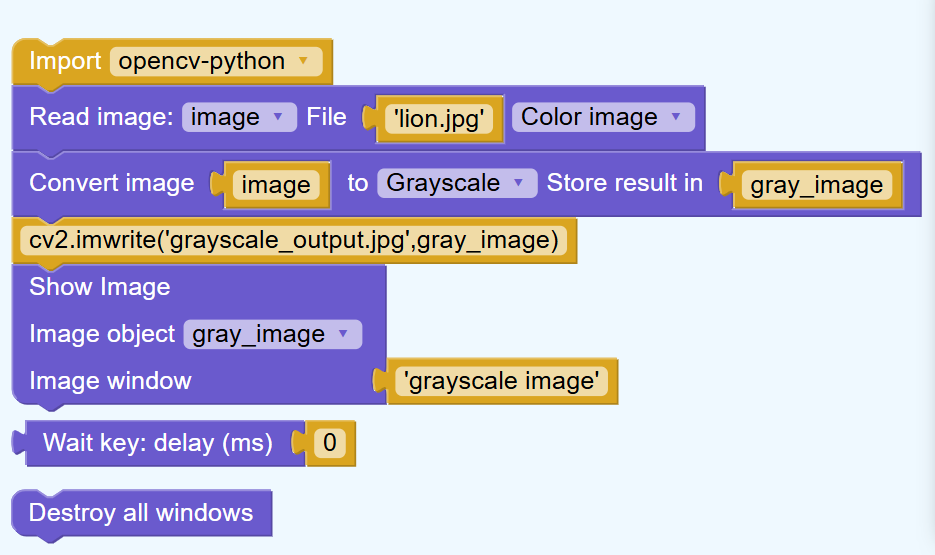 Import opencv-python
Read image: image File 'lion.jpg' Color image
Convert image image to Grayscale Store result in gray_image
cv2.imwrite('grayscale_output.jpg',gray_image)
Show Image
Image object gray_image
Image window 'grayscale image'
Wait key: delay (ms) 0
Destroy all windows